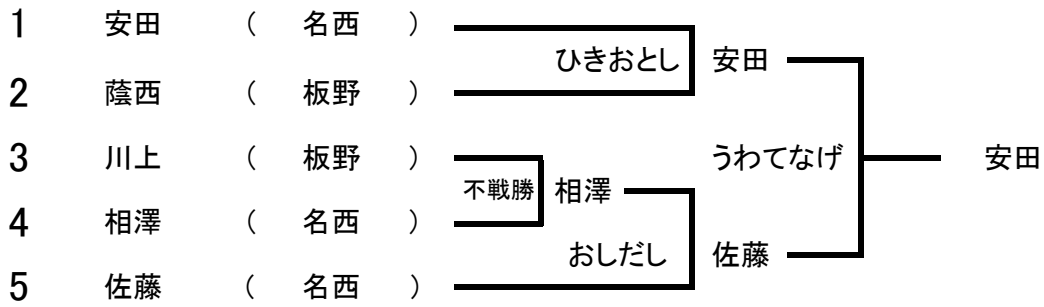 1 安田 ( 名西 )
ひきおとし 安田
2 蔭西 ( 板野 )
3 川上 ( 板野 )
うわてなげ 安田
不戦勝 相澤
4 相澤 ( 名西 )
おしだし 佐藤
5 佐藤 ( 名西 )